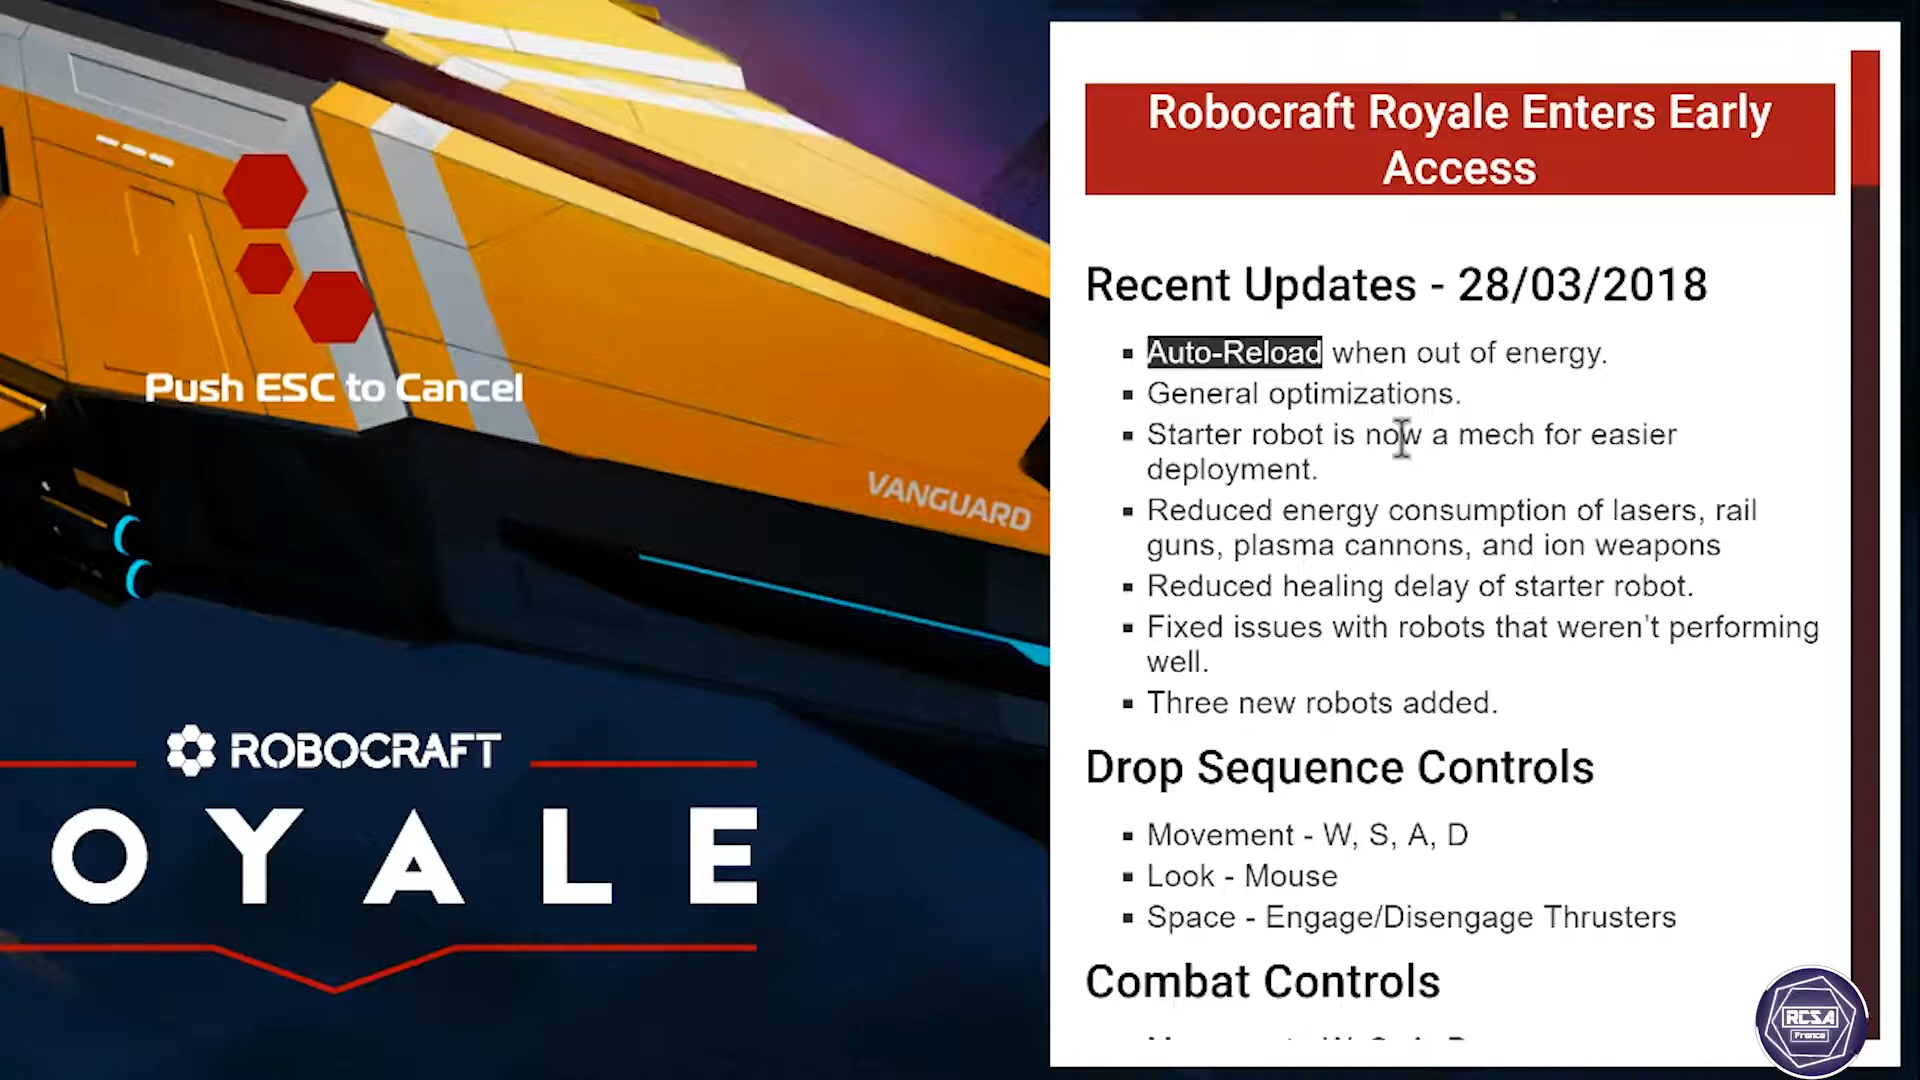 Push ESC to Cancel
VANGUARD
ROBOCRAFT
OYALE
Robocraft Royale Enters Early
Access
Recent Updates - 28/03/2018
Auto-Reload when out of energy.
General optimizations.
Starter robot is now a mech for easier
deployment.
Reduced energy consumption of lasers, rail
guns, plasma cannons, and ion weapons
Reduced healing delay of starter robot.
Fixed issues with robots that weren't performing
well.
Three new robots added.
Drop Sequence Controls
Movement - W, S, A, D
Look - Mouse
Space - Engage/Disengage Thrusters
Combat Controls
RCSA
France